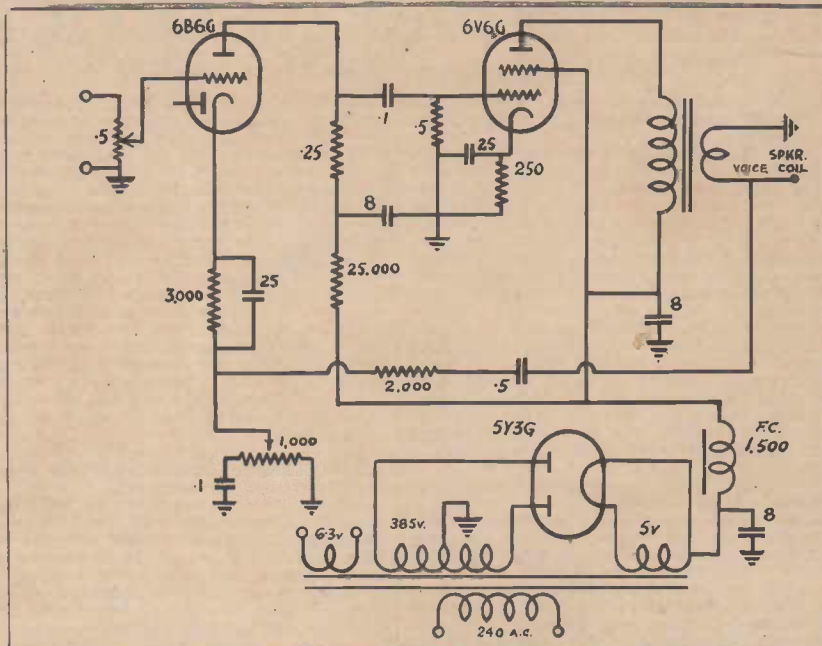 6B6G
6V6G
.5
.25
.1
.5
25
250
8
SPKR.
VOICE COIL
3,000
25
25,000
8
2,000
.5
1,000
.1
5Y3G
F.C.
1,500
8
6.3v
385v.
5v
240 A.C.